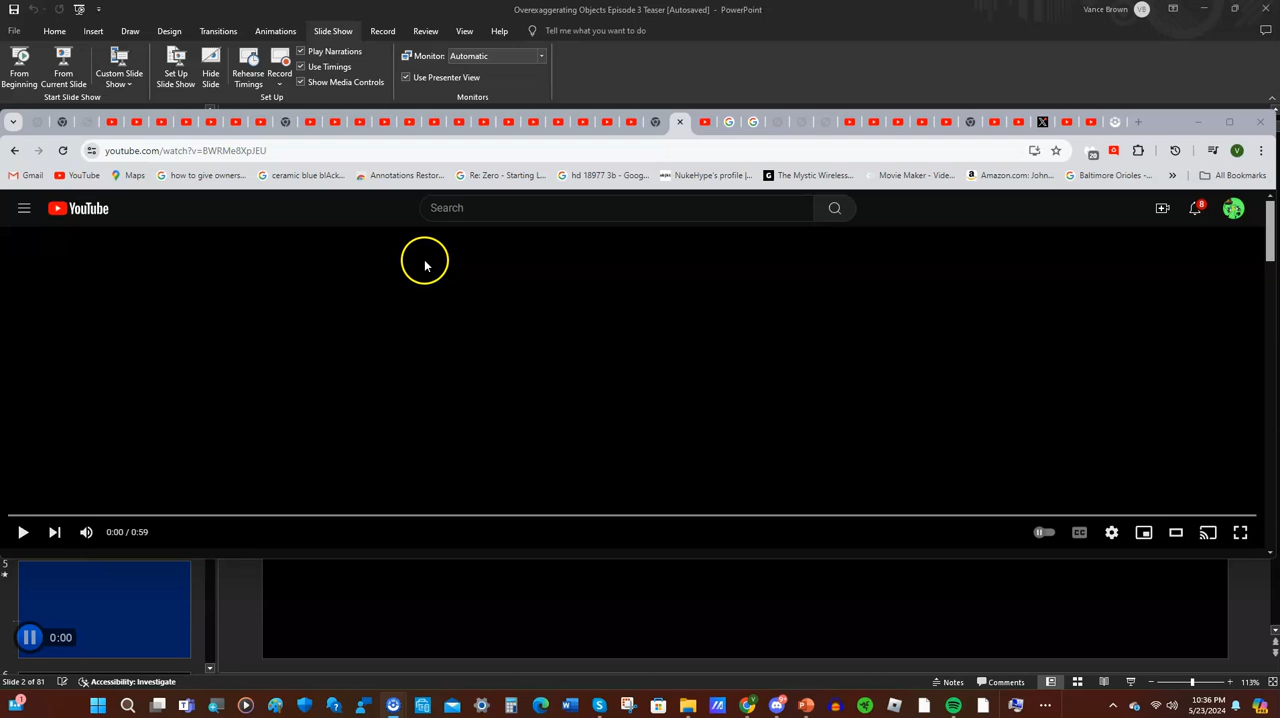 Overexaggerating Objects Episode 3 Teaser [Autosaved] - PowerPoint
Vance Brown VB
File Home Insert Draw Design Transitions Animations Slide Show Record Review View Help Tell me what you want to do
From Beginning
From Current Slide
Custom Slide Show
Set Up Slide Show
Hide Slide
Rehearse Timings
Record
Play Narrations
Use Timings
Show Media Controls
Monitor: Automatic
Use Presenter View
Start Slide Show
Set Up
Monitors
youtube.com/watch?v=BWRMe8XpJEU
20
V
Gmail YouTube Maps how to give owners... ceramic blue blAck... Annotations Restor... Re: Zero - Starting L... hd 18977 3b - Goog... NukeHype's profile |... The Mystic Wireless... Movie Maker - Vide... Amazon.com: John... Baltimore Orioles -... » All Bookmarks
YouTube
Search
8
0:00 / 0:59
CC
5
0:00
6
Slide 2 of 81 Accessibility: Investigate
Notes Comments
113%
10:36 PM
5/23/2024